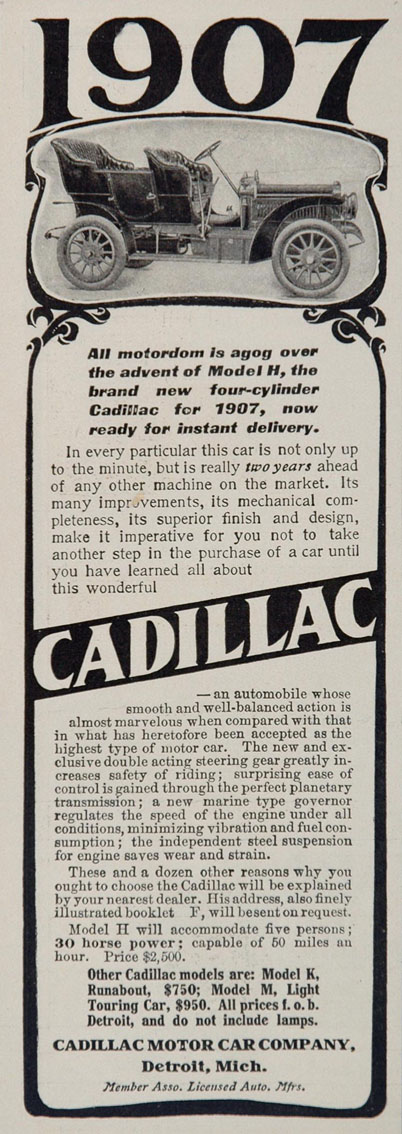 1907
All motordom is agog over
the advent of Model H, the
brand new four-cylinder
Cadillac for 1907, now
ready for instant delivery.
In every particular this car is not only up
to the minute, but is really two years ahead
of any other machine on the market. Its
many improvements, its mechanical com-
pleteness, its superior finish and design,
make it imperative for you not to take
another step in the purchase of a car until
you have learned all about
this wonderful
CADILLAC
—an automobile whose
smooth and well-balanced action is
almost marvelous when compared with that
in what has heretofore been accepted as the
highest type of motor car. The new and ex-
clusive double acting steering gear greatly in-
creases safety of riding; surprising ease of
control is gained through the perfect planetary
transmission; a new marine type governor
regulates the speed of the engine under all
conditions, minimizing vibration and fuel con-
sumption; the independent steel suspension
for engine saves wear and strain.
These and a dozen other reasons why you
ought to choose the Cadillac will be explained
by your nearest dealer. His address, also finely
illustrated booklet F, will be sent on request.
Model H will accommodate five persons;
30 horse power; capable of 50 miles an
hour. Price $2,500.
Other Cadillac models are: Model K,
Runabout, $750; Model M, Light
Touring Car, $950. All prices f. o. b.
Detroit, and do not include lamps.
CADILLAC MOTOR CAR COMPANY,
Detroit, Mich.
Member Asso. Licensed Auto. Mfrs.